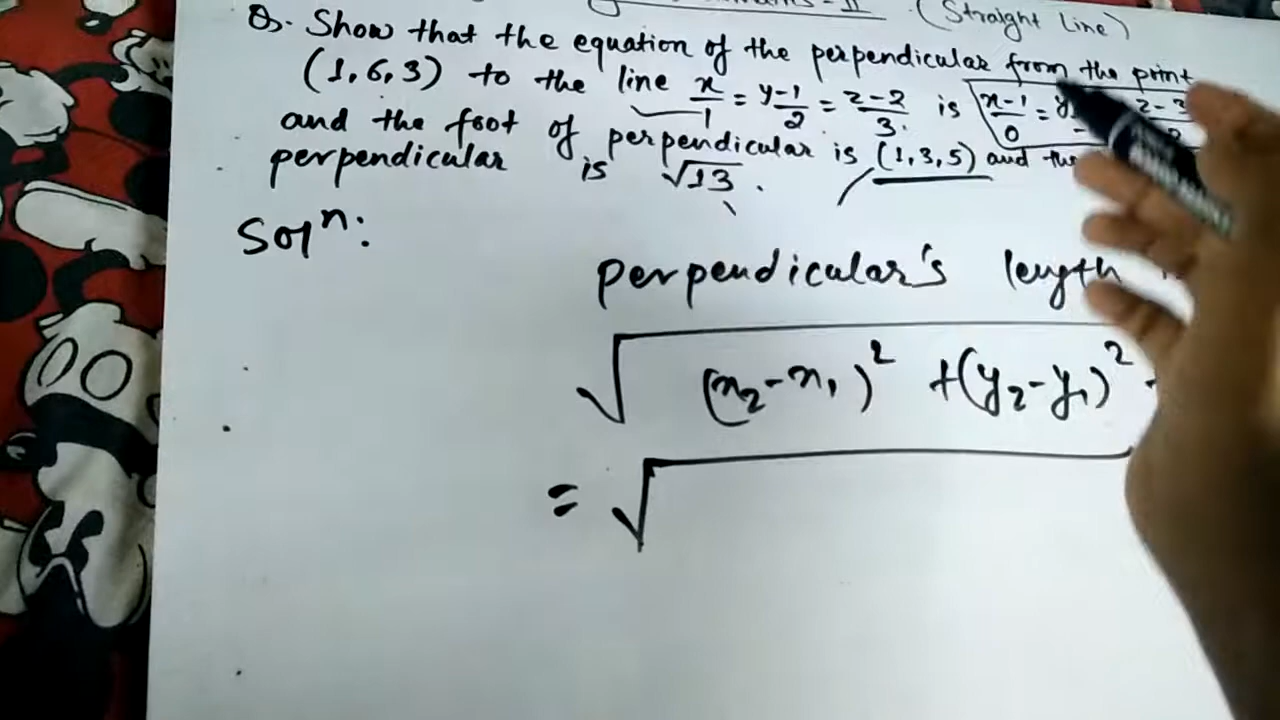 (Straight Line)
Q. Show that the equation of the perpendicular from the point
(1, 6, 3) to the line x/1 = y-1/2 = z-2/3 is x-1/0 = y z-3
and the foot of perpendicular is (1, 3, 5) and the
perpendicular is √13.
Solⁿ:
perpendicular's length
√(x₂-x₁)² + (y₂-y₁)²
= √